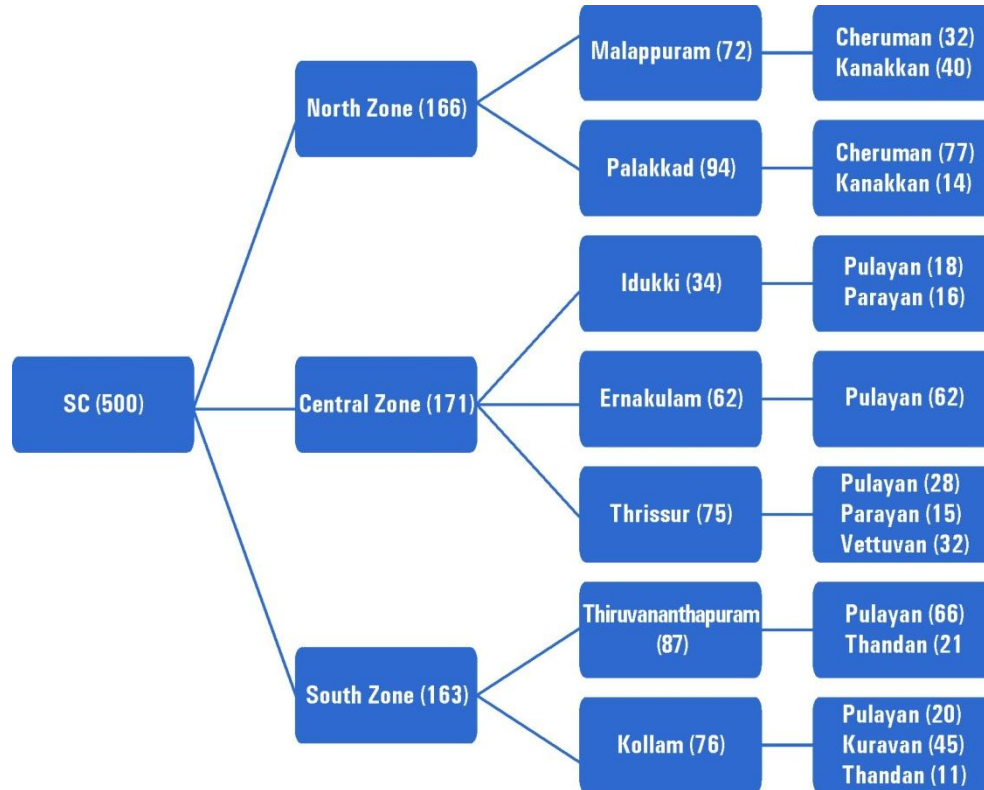 SC (500)
North Zone (166)
Central Zone (171)
South Zone (163)
Malappuram (72)
Palakkad (94)
Idukki (34)
Ernakulam (62)
Thrissur (75)
Thiruvananthapuram
(87)
Kollam (76)
Cheruman (32)
Kanakkan (40)
Cheruman (77)
Kanakkan (14)
Pulayan (18)
Parayan (16)
Pulayan (62)
Pulayan (28)
Parayan (15)
Vettuvan (32)
Pulayan (66)
Thandan (21
Pulayan (20)
Kuravan (45)
Thandan (11)